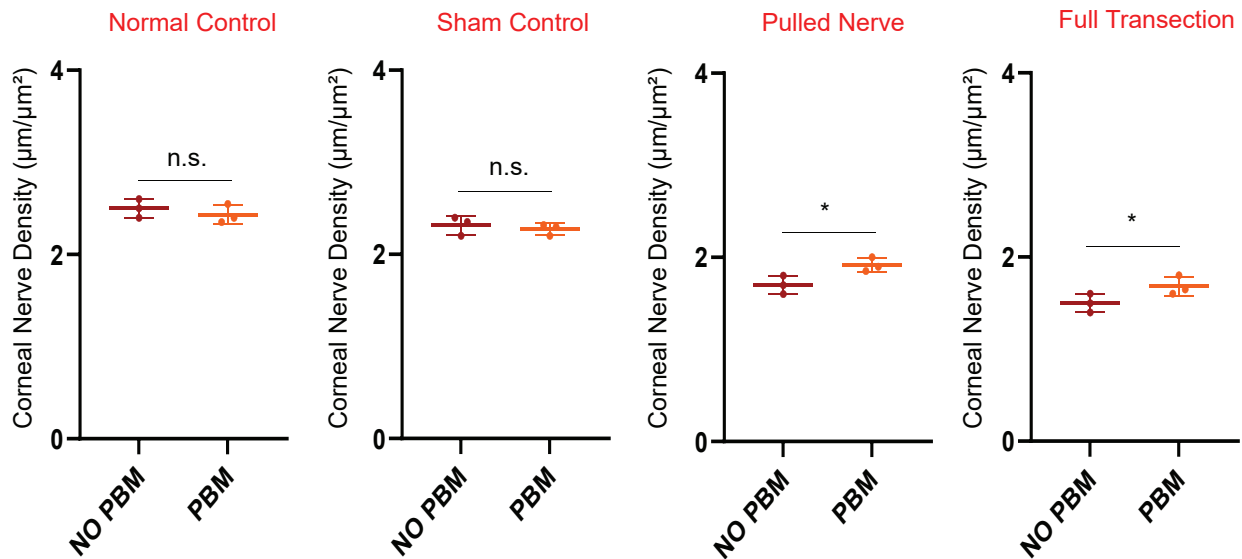 Normal Control
Sham Control
Pulled Nerve
Full Transection
Corneal Nerve Density (µm/µm²)
4
2
0
n.s.
NO PBM
PBM
Corneal Nerve Density (µm/µm²)
4
2
0
n.s.
NO PBM
PBM
Corneal Nerve Density (µm/µm²)
4
2
0
*
NO PBM
PBM
Corneal Nerve Density (µm/µm²)
4
2
0
*
NO PBM
PBM